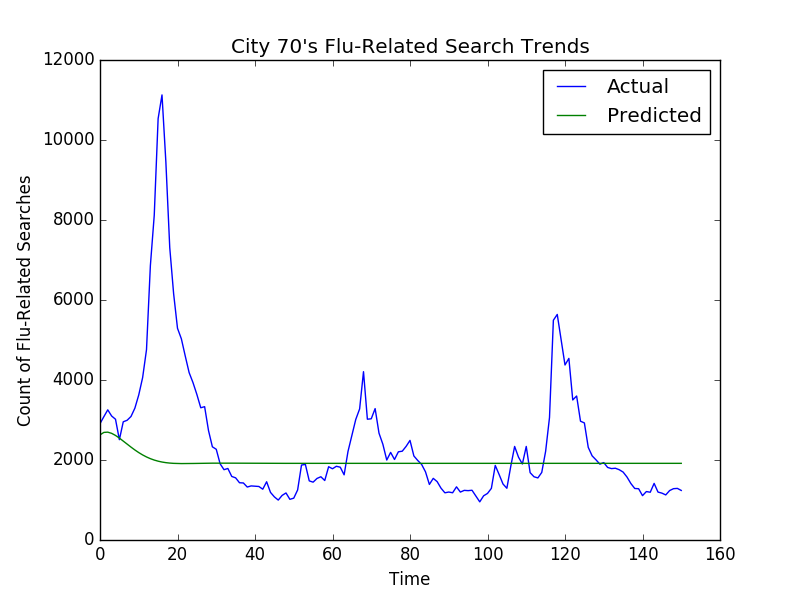 City 70's Flu-Related Search Trends
Actual
Predicted
Count of Flu-Related Searches
12000
10000
8000
6000
4000
2000
0
0 20 40 60 80 100 120 140 160
Time